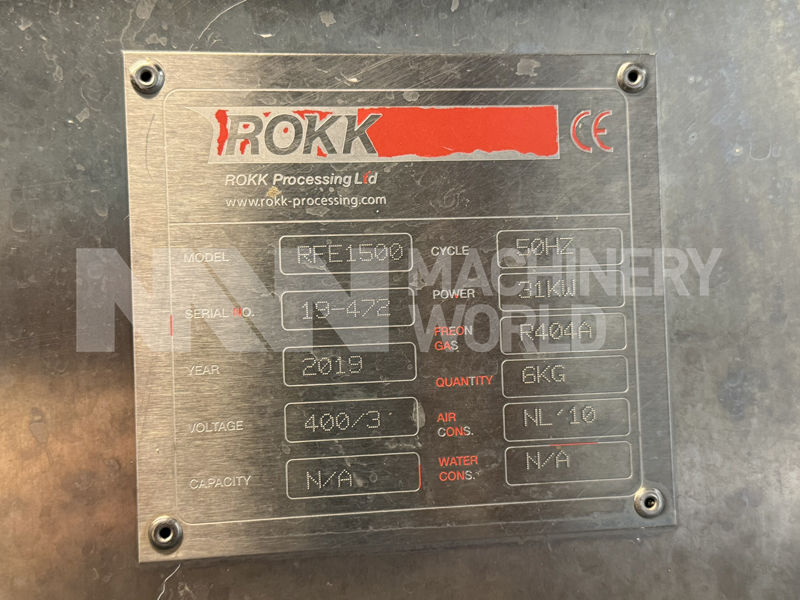 ROKK CE
ROKK Processing Ltd
www.rokk-processing.com
MODEL RFE1500 CYCLE 50HZ
SERIAL NO. 19-472 POWER 31KW
FREON GAS. R404A
YEAR 2019 QUANTITY 6KG
VOLTAGE 400/3 AIR CONS. NL'10
CAPACITY N/A WATER CONS. N/A
MACHINERY
WORLD